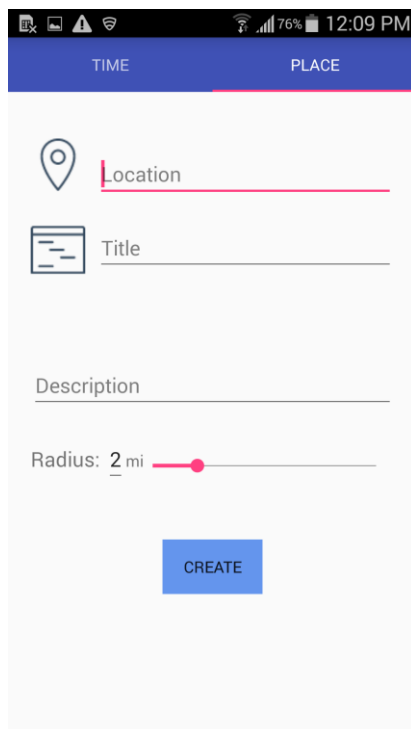 76% 12:09 PM
TIME PLACE
Location
Title
Description
Radius: 2 mi
CREATE